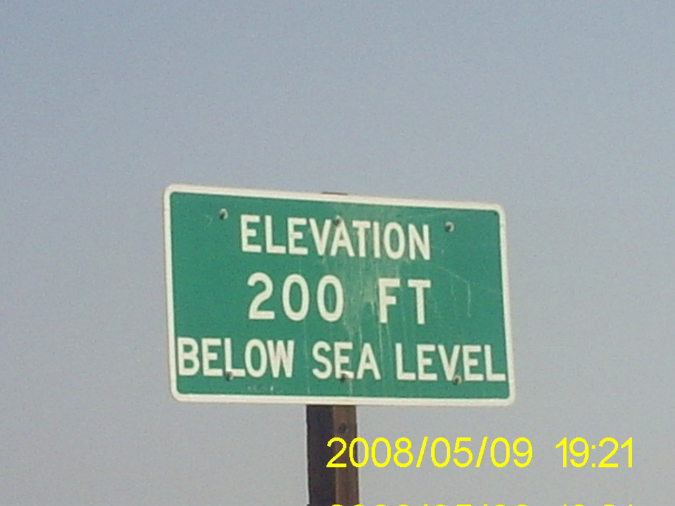 ELEVATION
200 FT
BELOW SEA LEVEL
2008/05/09 19:21